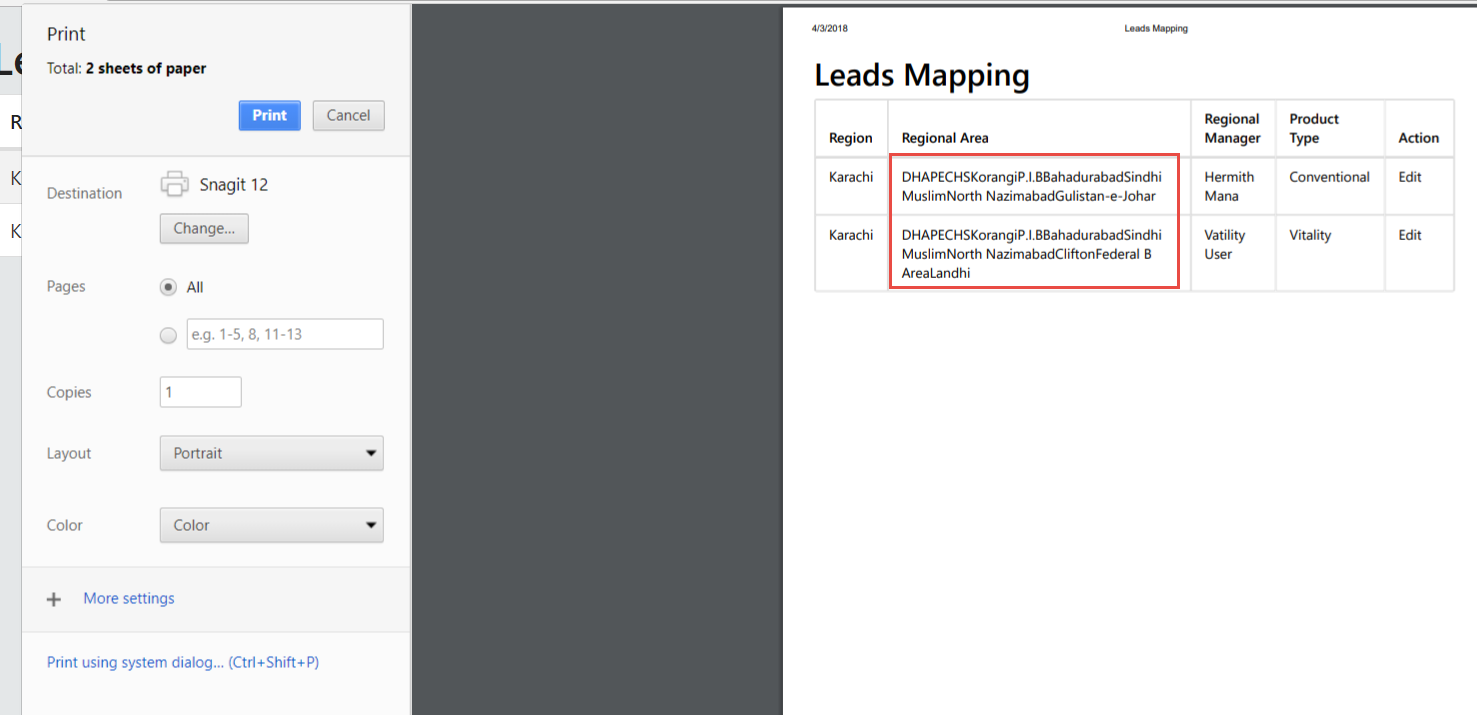 Le
R
K
K
Print
Total: 2 sheets of paper
Print Cancel
Destination Snagit 12
Change...
Pages All
e.g. 1-5, 8, 11-13
Copies 1
Layout Portrait
Color Color
+ More settings
Print using system dialog... (Ctrl+Shift+P)
4/3/2018 Leads Mapping
Leads Mapping
Region Regional Area Regional Manager Product Type Action
Karachi DHAPECHSKorangiP.I.BBahadurabadSindhi Hermith Conventional Edit
MuslimNorth NazimabadGulistan-e-Johar Mana
Karachi DHAPECHSKorangiP.I.BBahadurabadSindhi Vatility Vitality Edit
MuslimNorth NazimabadCliftonFederal B User
AreaLandhi